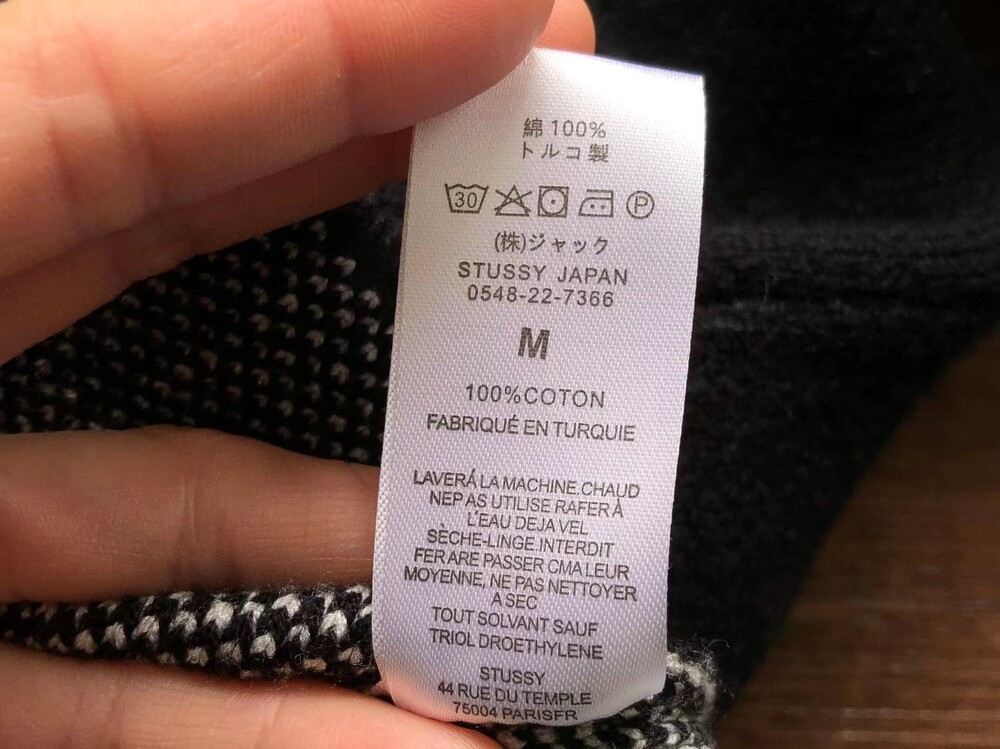 綿 100%
トルコ製
30 P
(株)ジャック
STUSSY JAPAN
0548-22-7366
M
100%COTON
FABRIQUÉ EN TURQUIE
LAVERÁ LA MACHINE.CHAUD
NEP AS UTILISE RAFER À
L'EAU DEJA VEL
SÈCHE-LINGE.INTERDIT
FER ARE PASSER CMA LEUR
MOYENNE, NE PAS NETTOYER
A SEC
TOUT SOLVANT SAUF
TRIOL DROETHYLENE
STUSSY
44 RUE DU TEMPLE
75004 PARISFR